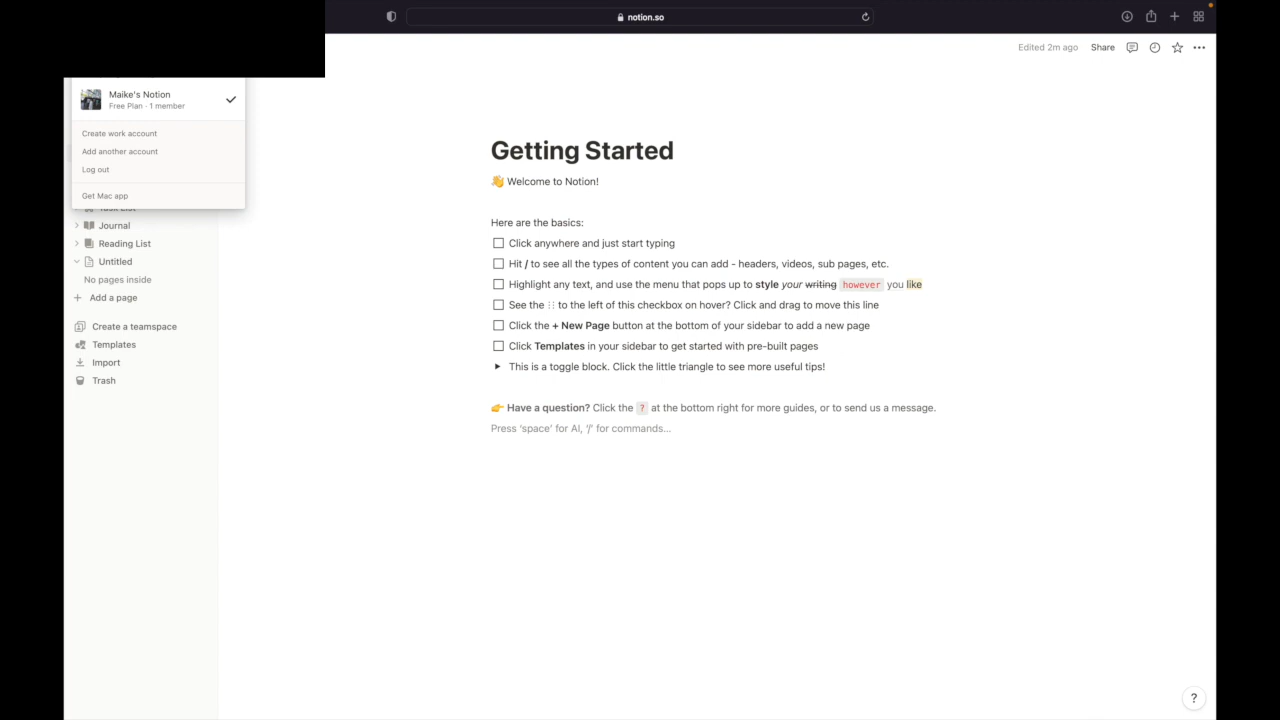 notion.so
Edited 2m ago
Share
Maike's Notion
Free Plan · 1 member
Create work account
Add another account
Log out
Get Mac app
Task List
Journal
Reading List
Untitled
No pages inside
+ Add a page
Create a teamspace
Templates
Import
Trash
Getting Started
👋 Welcome to Notion!
Here are the basics:
Click anywhere and just start typing
Hit / to see all the types of content you can add - headers, videos, sub pages, etc.
Highlight any text, and use the menu that pops up to style your writing however you like
See the ⋮⋮ to the left of this checkbox on hover? Click and drag to move this line
Click the + New Page button at the bottom of your sidebar to add a new page
Click Templates in your sidebar to get started with pre-built pages
This is a toggle block. Click the little triangle to see more useful tips!
👉 Have a question? Click the ? at the bottom right for more guides, or to send us a message.
Press ‘space’ for AI, ‘/’ for commands…
?